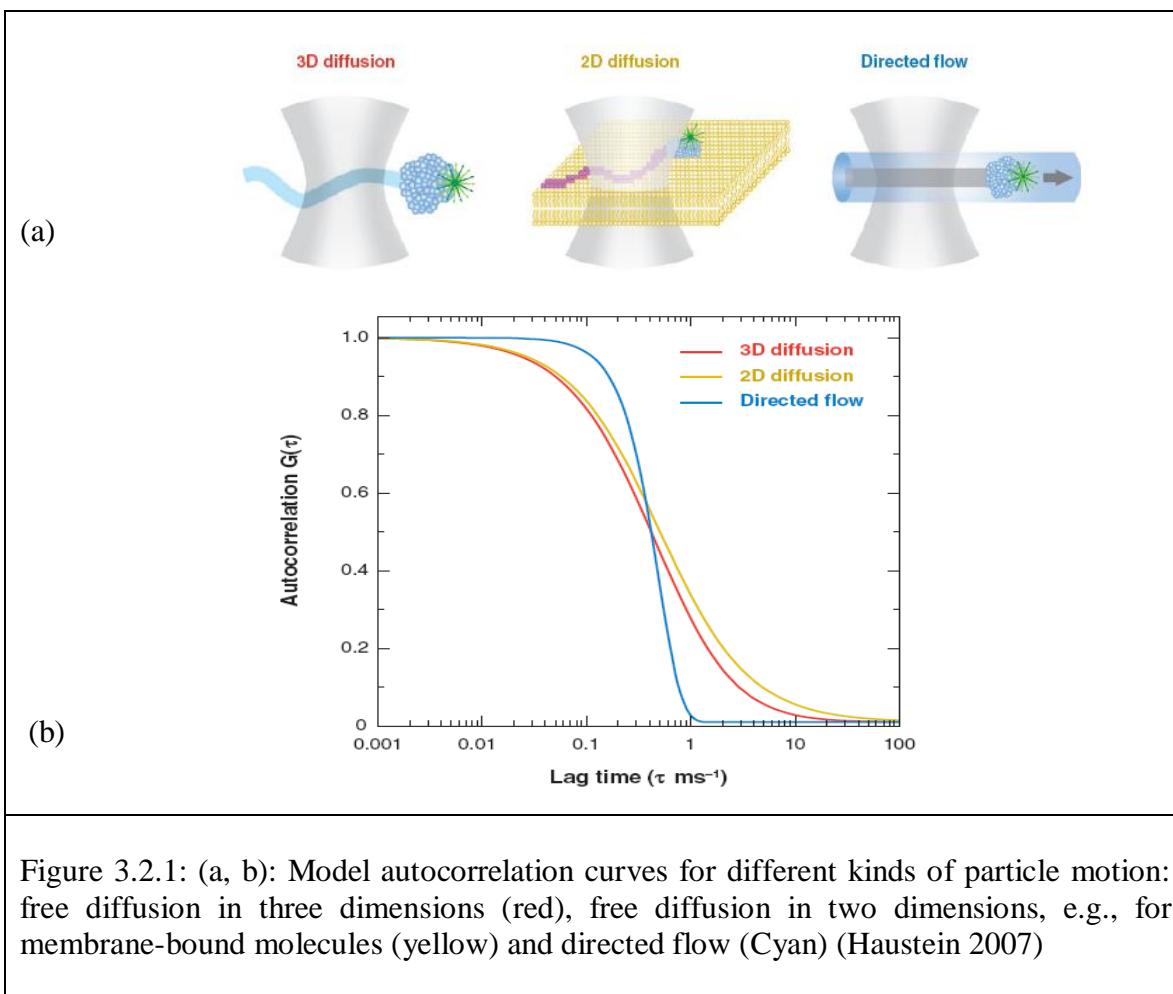 3D diffusion 2D diffusion Directed flow
(a)
1.0
0.8
0.6
0.4
0.2
0
Autocorrelation G(τ)
3D diffusion
2D diffusion
Directed flow
(b)
0.001 0.01 0.1 1 10 100
Lag time (τ ms⁻¹)
Figure 3.2.1: (a, b): Model autocorrelation curves for different kinds of particle motion:
free diffusion in three dimensions (red), free diffusion in two dimensions, e.g., for
membrane-bound molecules (yellow) and directed flow (Cyan) (Haustein 2007)